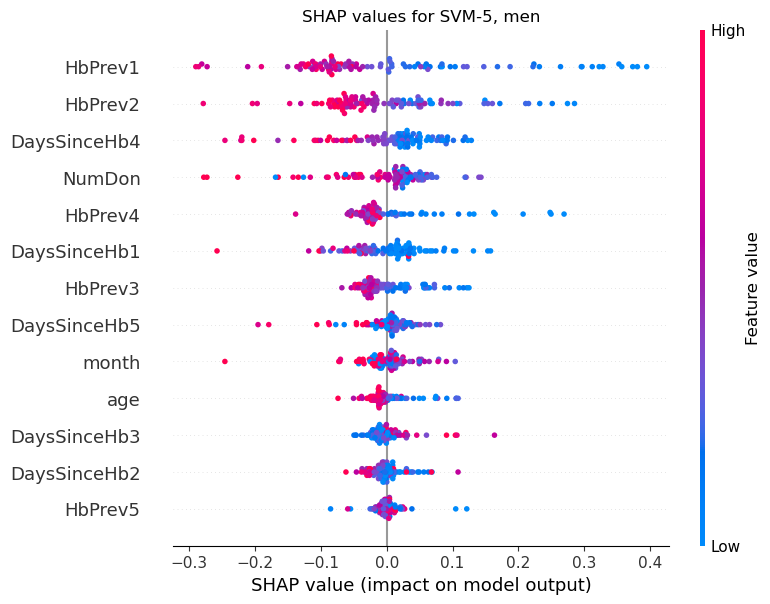 SHAP values for SVM-5, men
High
HbPrev1
HbPrev2
DaysSinceHb4
NumDon
HbPrev4
DaysSinceHb1
HbPrev3
DaysSinceHb5
month
age
DaysSinceHb3
DaysSinceHb2
HbPrev5
Feature value
Low
−0.3 −0.2 −0.1 0.0 0.1 0.2 0.3 0.4
SHAP value (impact on model output)